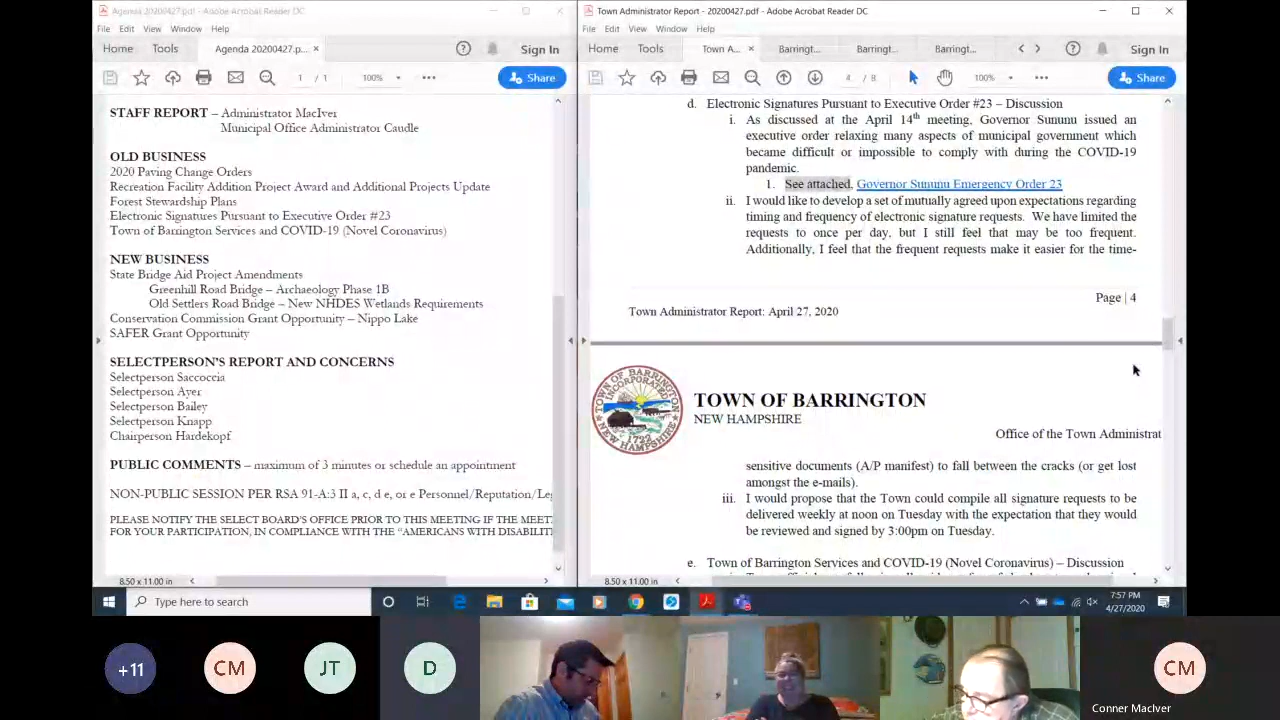 Agenda 20200427.pdf - Adobe Acrobat Reader DC
File Edit View Window Help
Home Tools Agenda 20200427.p... × Sign In
1 / 1 100% Share
STAFF REPORT – Administrator MacIver
Municipal Office Administrator Caudle
OLD BUSINESS
2020 Paving Change Orders
Recreation Facility Addition Project Award and Additional Projects Update
Forest Stewardship Plans
Electronic Signatures Pursuant to Executive Order #23
Town of Barrington Services and COVID-19 (Novel Coronavirus)
NEW BUSINESS
State Bridge Aid Project Amendments
Greenhill Road Bridge – Archaeology Phase 1B
Old Settlers Road Bridge – New NHDES Wetlands Requirements
Conservation Commission Grant Opportunity – Nippo Lake
SAFER Grant Opportunity
SELECTPERSON'S REPORT AND CONCERNS
Selectperson Saccoccia
Selectperson Ayer
Selectperson Bailey
Selectperson Knapp
Chairperson Hardekopf
PUBLIC COMMENTS – maximum of 3 minutes or schedule an appointment
NON-PUBLIC SESSION PER RSA 91-A:3 II a, c, d e, or e Personnel/Reputation/Leg
PLEASE NOTIFY THE SELECT BOARD'S OFFICE PRIOR TO THIS MEETING IF THE MEET
FOR YOUR PARTICIPATION, IN COMPLIANCE WITH THE "AMERICANS WITH DISABILIT
8.50 x 11.00 in
Town Administrator Report - 20200427.pdf - Adobe Acrobat Reader DC
File Edit View Window Help
Home Tools Town A... × Barringt... Barringt... Barringt... Sign In
4 / 8 100% Share
d. Electronic Signatures Pursuant to Executive Order #23 – Discussion
i. As discussed at the April 14th meeting, Governor Sununu issued an
executive order relaxing many aspects of municipal government which
became difficult or impossible to comply with during the COVID-19
pandemic.
1. See attached, Governor Sununu Emergency Order 23
ii. I would like to develop a set of mutually agreed upon expectations regarding
timing and frequency of electronic signature requests. We have limited the
requests to once per day, but I still feel that may be too frequent.
Additionally, I feel that the frequent requests make it easier for the time-
Page | 4
Town Administrator Report: April 27, 2020
TOWN OF BARRINGTON
NEW HAMPSHIRE
TOWN OF BARRINGTON
INCORPORATED
1722
NEW HAMPSHIRE
Office of the Town Administrat
sensitive documents (A/P manifest) to fall between the cracks (or get lost
amongst the e-mails).
iii. I would propose that the Town could compile all signature requests to be
delivered weekly at noon on Tuesday with the expectation that they would
be reviewed and signed by 3:00pm on Tuesday.
e. Town of Barrington Services and COVID-19 (Novel Coronavirus) – Discussion
8.50 x 11.00 in
Type here to search
7:57 PM
4/27/2020
+11 CM JT D CM
Conner MacIver